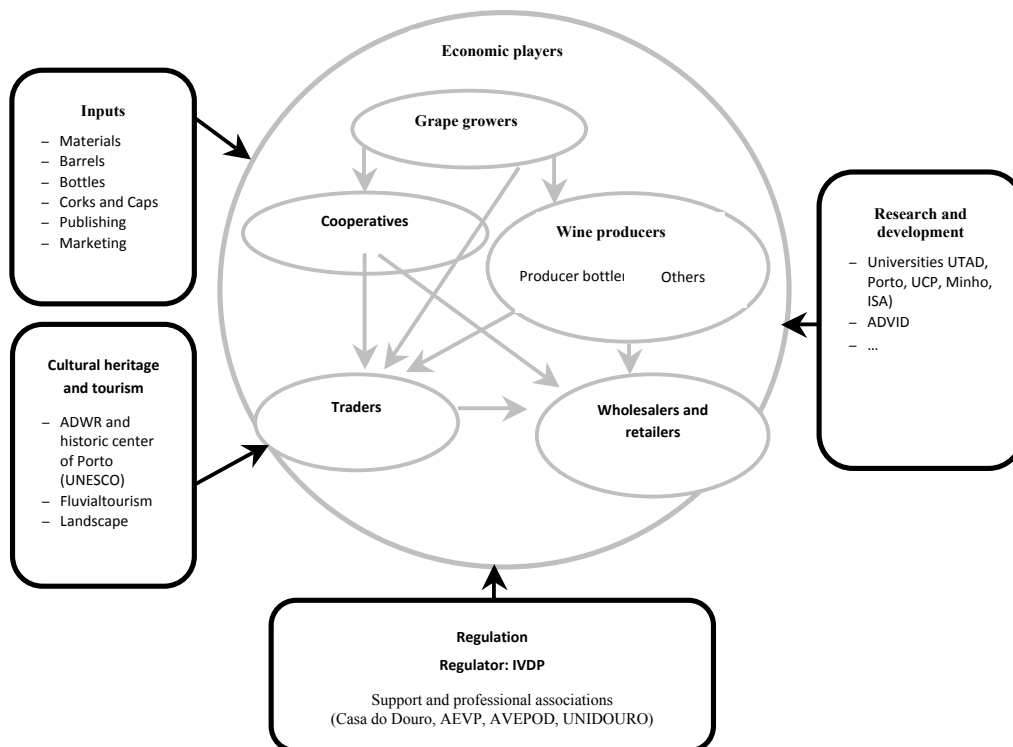 Economic players
Inputs
– Materials
– Barrels
– Bottles
– Corks and Caps
– Publishing
– Marketing
Grape growers
Cooperatives
Wine producers
Producer bottler
Others
Research and
development
– Universities UTAD,
Porto, UCP, Minho,
ISA)
– ADVID
– …
Cultural heritage
and tourism
– ADWR and
historic center
of Porto
(UNESCO)
– Fluvialtourism
– Landscape
Traders
Wholesalers and
retailers
Regulation
Regulator: IVDP
Support and professional associations
(Casa do Douro, AEVP, AVEPOD, UNIDOURO)